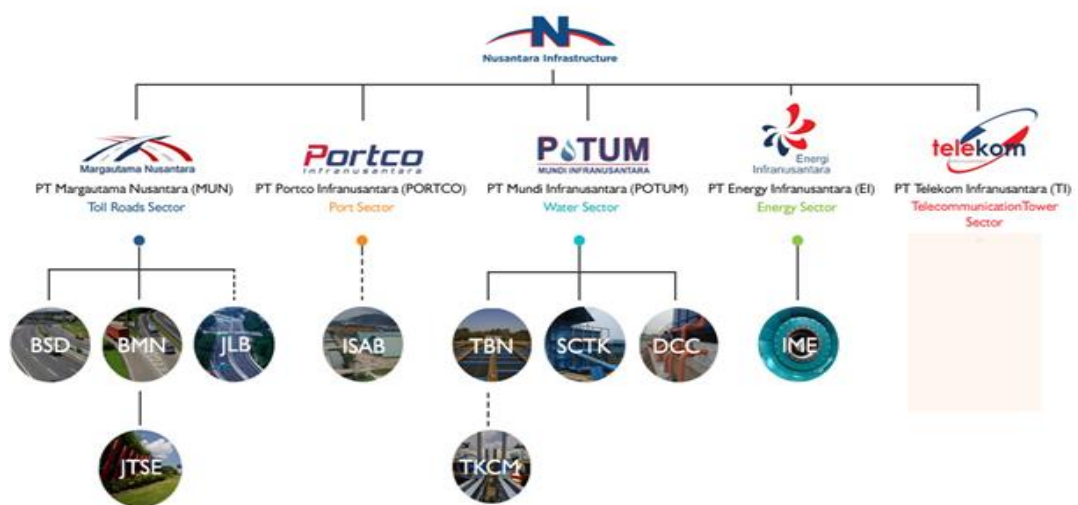 N
Nusantara Infrastructure
Margautama Nusantara
PT Margautama Nusantara (MUN)
Toll Roads Sector
Portco
infranusantara
PT Portco Infranusantara (PORTCO)
Port Sector
POTUM
MUNDI INFRANUSANTARA
PT Mundi Infranusantara (POTUM)
Water Sector
Energi
Infranusantara
PT Energy Infranusantara (EI)
Energy Sector
telekom
PT Telekom Infranusantara (TI)
TelecommunicationTower
Sector
BSD
BMN
JLB
ISAB
TBN
SCTK
DCC
IME
JTSE
TKCM